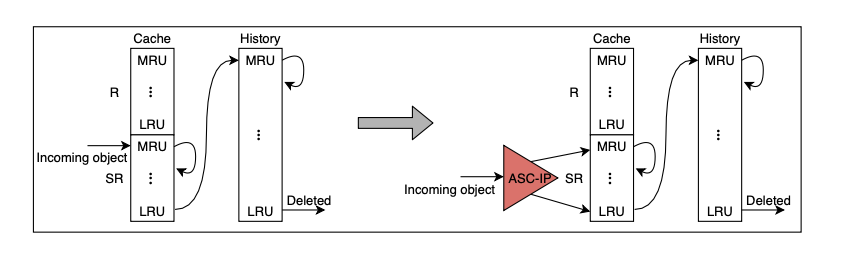 Cache
History
MRU
MRU
R
⋮
LRU
MRU
⋮
Incoming object
SR
⋮
LRU
LRU
Deleted
Cache
History
MRU
MRU
R
⋮
LRU
MRU
⋮
ASC-IP
SR
⋮
Incoming object
LRU
LRU
Deleted